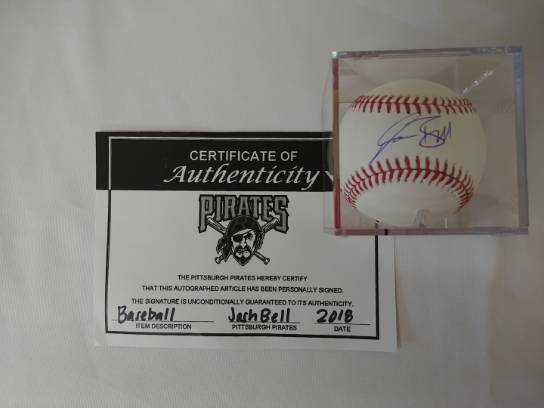 CERTIFICATE OF
Authenticity
PIRATES
THE PITTSBURGH PIRATES HEREBY CERTIFY
THAT THIS AUTOGRAPHED ARTICLE HAS BEEN PERSONALLY SIGNED.
THE SIGNATURE IS UNCONDITIONALLY GUARANTEED TO ITS AUTHENTICITY.
Baseball Josh Bell 2018
ITEM DESCRIPTION PITTSBURGH PIRATES DATE